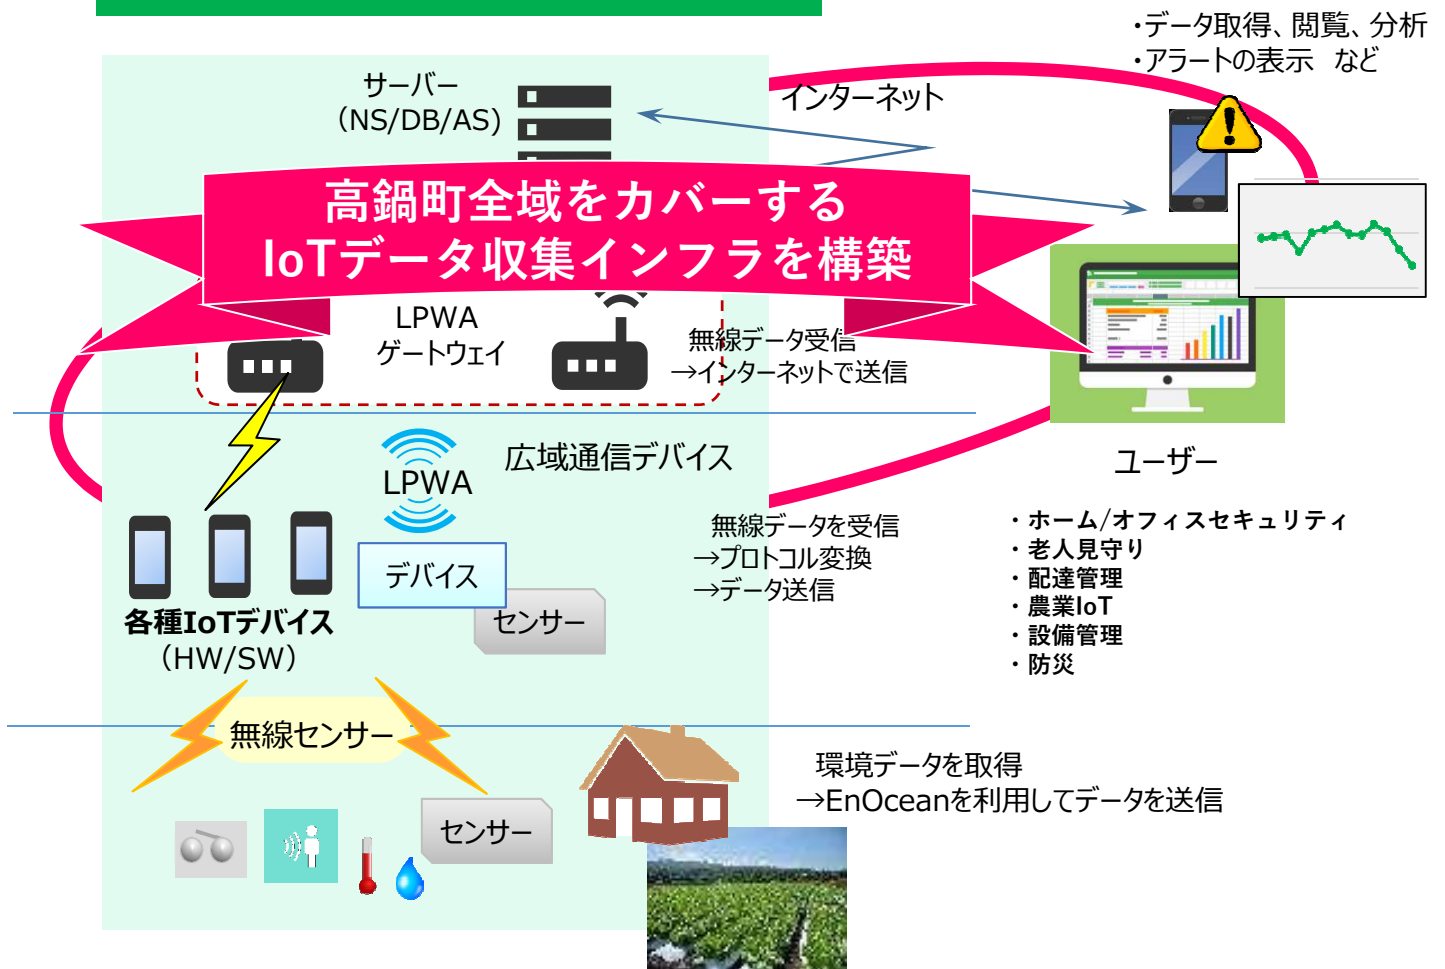 ・データ取得、閲覧、分析
・アラートの表示　など
サーバー
（NS/DB/AS）
インターネット
高鍋町全域をカバーする
IoTデータ収集インフラを構築
LPWA
ゲートウェイ
無線データ受信
→インターネットで送信
広域通信デバイス
LPWA
ユーザー
無線データを受信
→プロトコル変換
→データ送信
・ホーム/オフィスセキュリティ
・老人見守り
・配達管理
・農業IoT
・設備管理
・防災
デバイス
センサー
各種IoTデバイス
（HW/SW）
無線センサー
環境データを取得
→EnOceanを利用してデータを送信
センサー